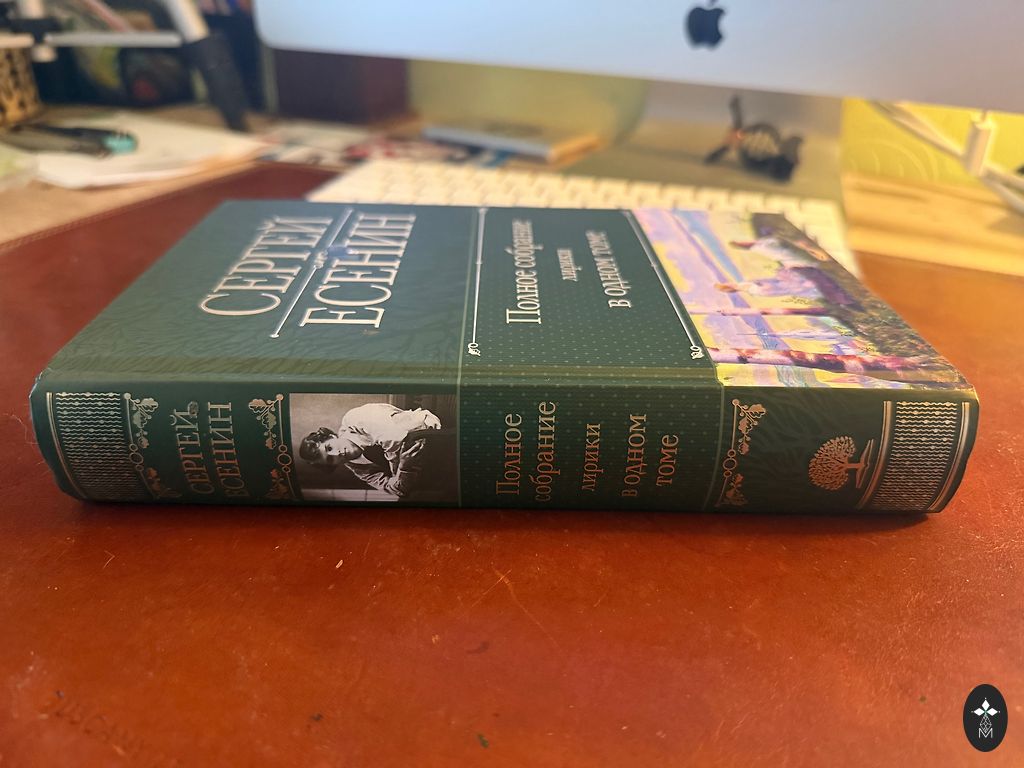 СЕРГЕЙ
ЕСЕНИН
Полное собрание
лирики
в одном томе
СЕРГЕЙ
ЕСЕНИН
Полное
собрание
лирики
в одном
томе
M